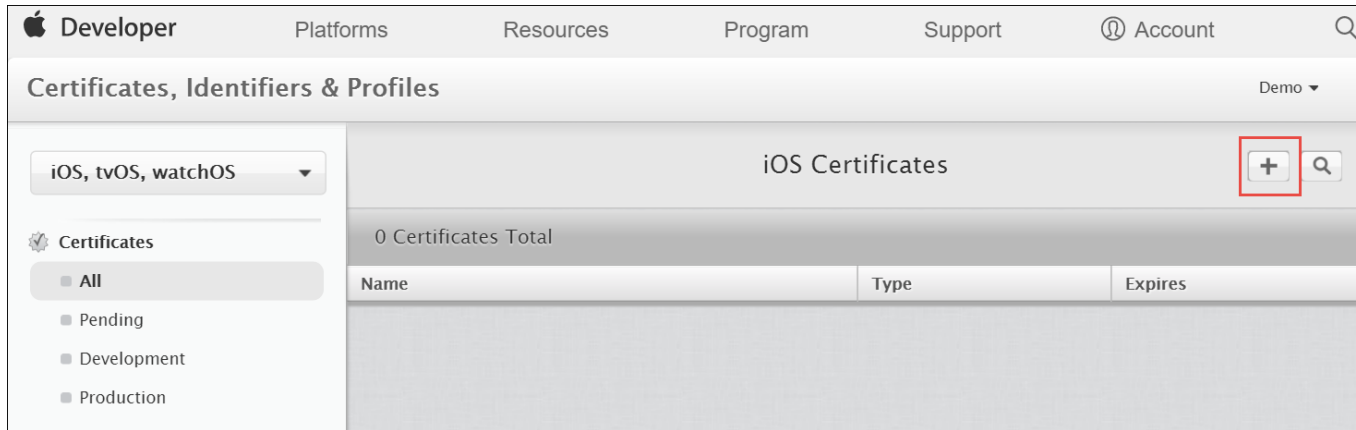 Developer Platforms Resources Program Support Account
Certificates, Identifiers & Profiles Demo
iOS, tvOS, watchOS
iOS Certificates
Certificates
0 Certificates Total
All
Name Type Expires
Pending
Development
Production